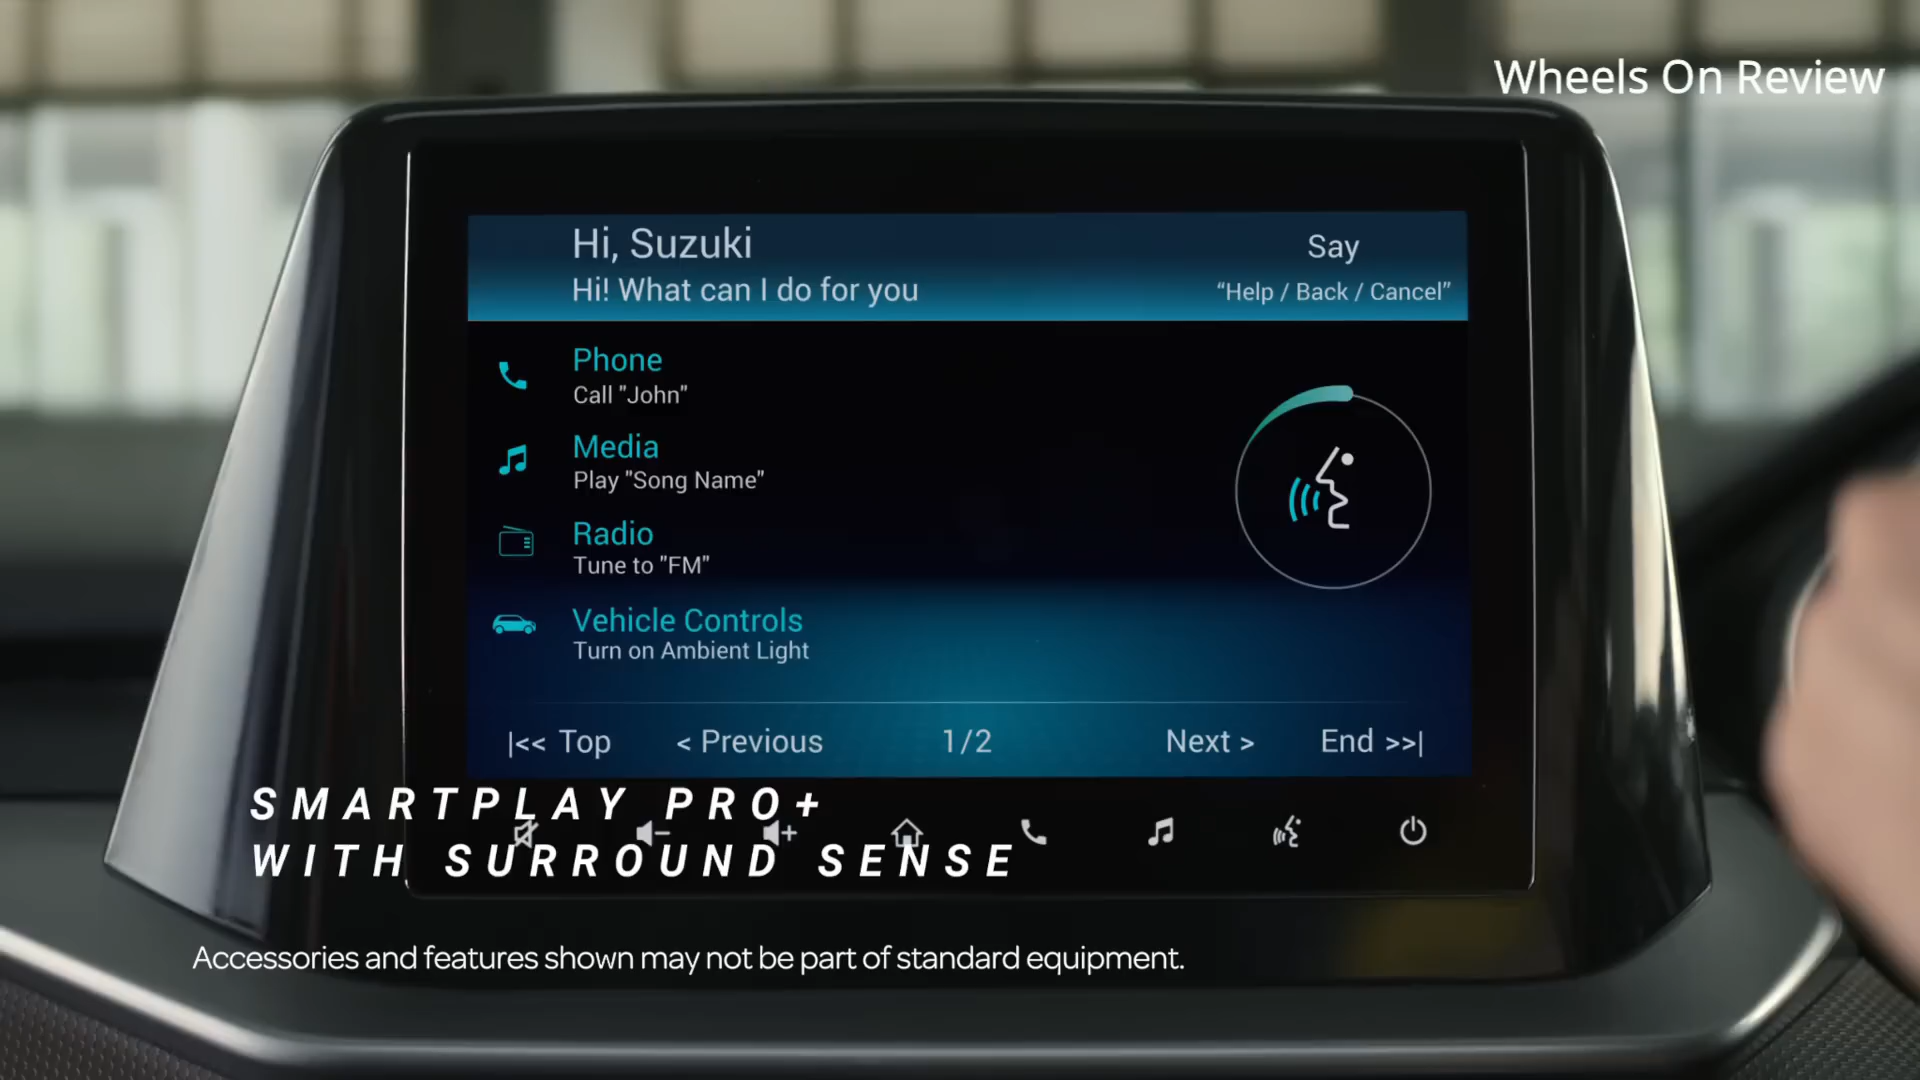 Wheels On Review
Hi, Suzuki
Hi! What can I do for you
Say
“Help / Back / Cancel”
Phone
Call "John"
Media
Play "Song Name"
Radio
Tune to "FM"
Vehicle Controls
Turn on Ambient Light
|<< Top < Previous 1/2 Next > End >>|
SMARTPLAY PRO+
WITH SURROUND SENSE
Accessories and features shown may not be part of standard equipment.